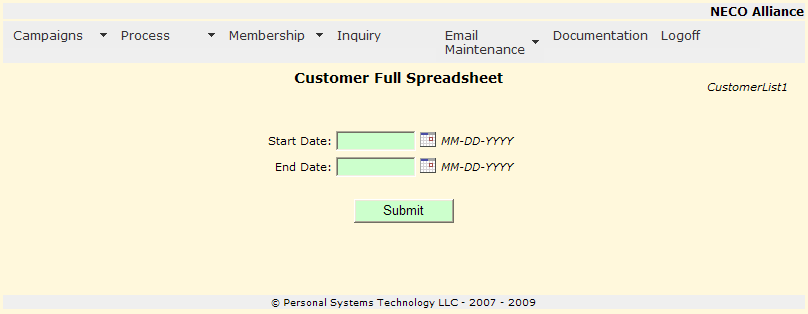 NECO Alliance
Campaigns Process Membership Inquiry Email Maintenance Documentation Logoff
Customer Full Spreadsheet
CustomerList1
Start Date: MM-DD-YYYY
End Date: MM-DD-YYYY
Submit
© Personal Systems Technology LLC - 2007 - 2009